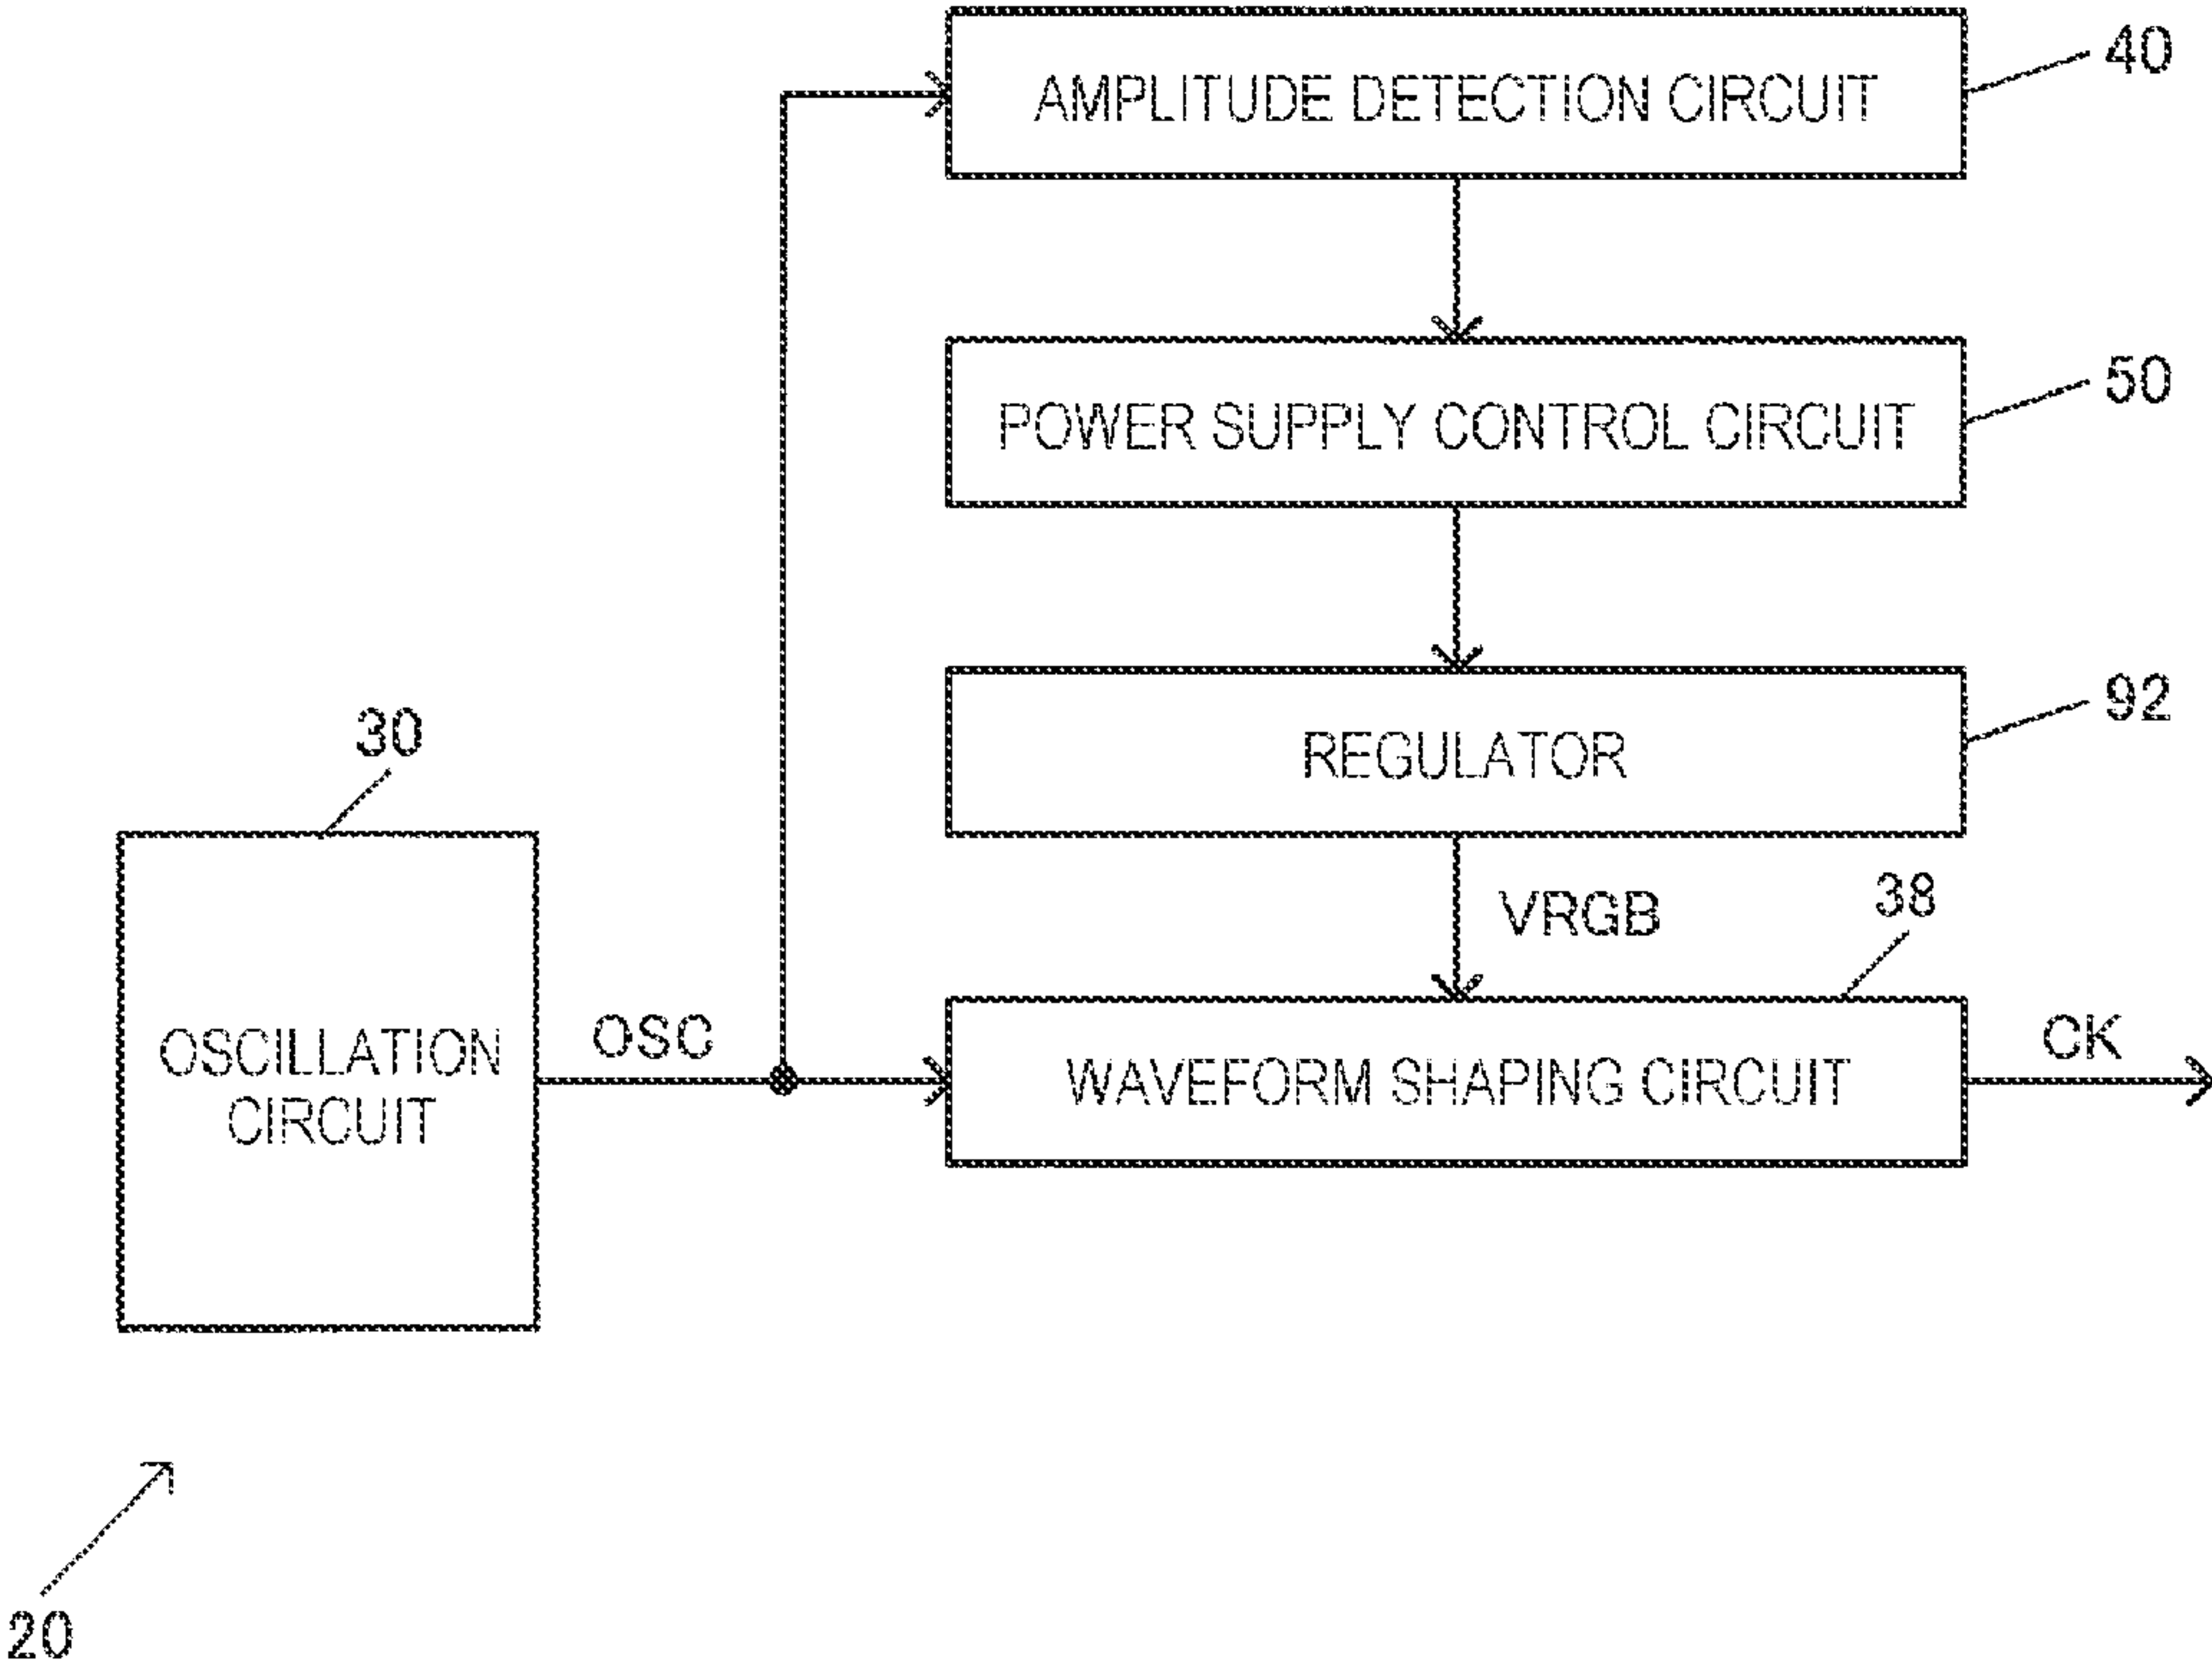 AMPLITUDE DETECTION CIRCUIT
40
POWER SUPPLY CONTROL CIRCUIT
50
REGULATOR
92
30
VRGB
38
OSCILLATION
CIRCUIT
OSC
WAVEFORM SHAPING CIRCUIT
CK
20